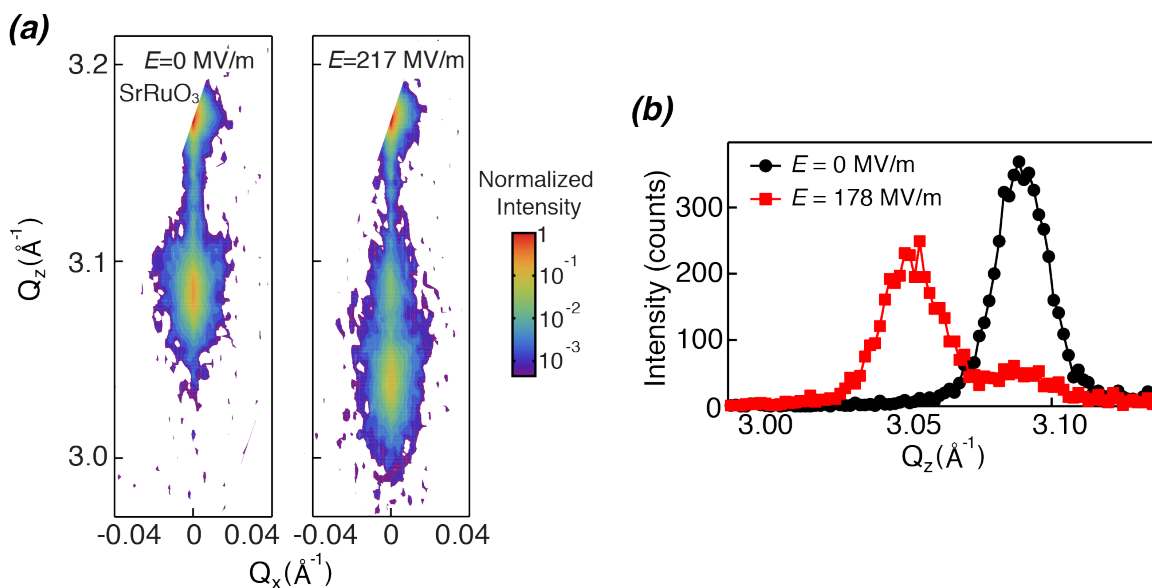 (a)
E=0 MV/m
E=217 MV/m
SrRuO3
3.2
3.1
3.0
Qz(Å-1)
-0.04 0 0.04
-0.04 0 0.04
Qx(Å-1)
Normalized
Intensity
1
10-1
10-2
10-3
(b)
E = 0 MV/m
E = 178 MV/m
Intensity (counts)
300
200
100
0
3.00 3.05 3.10
Qz(Å-1)